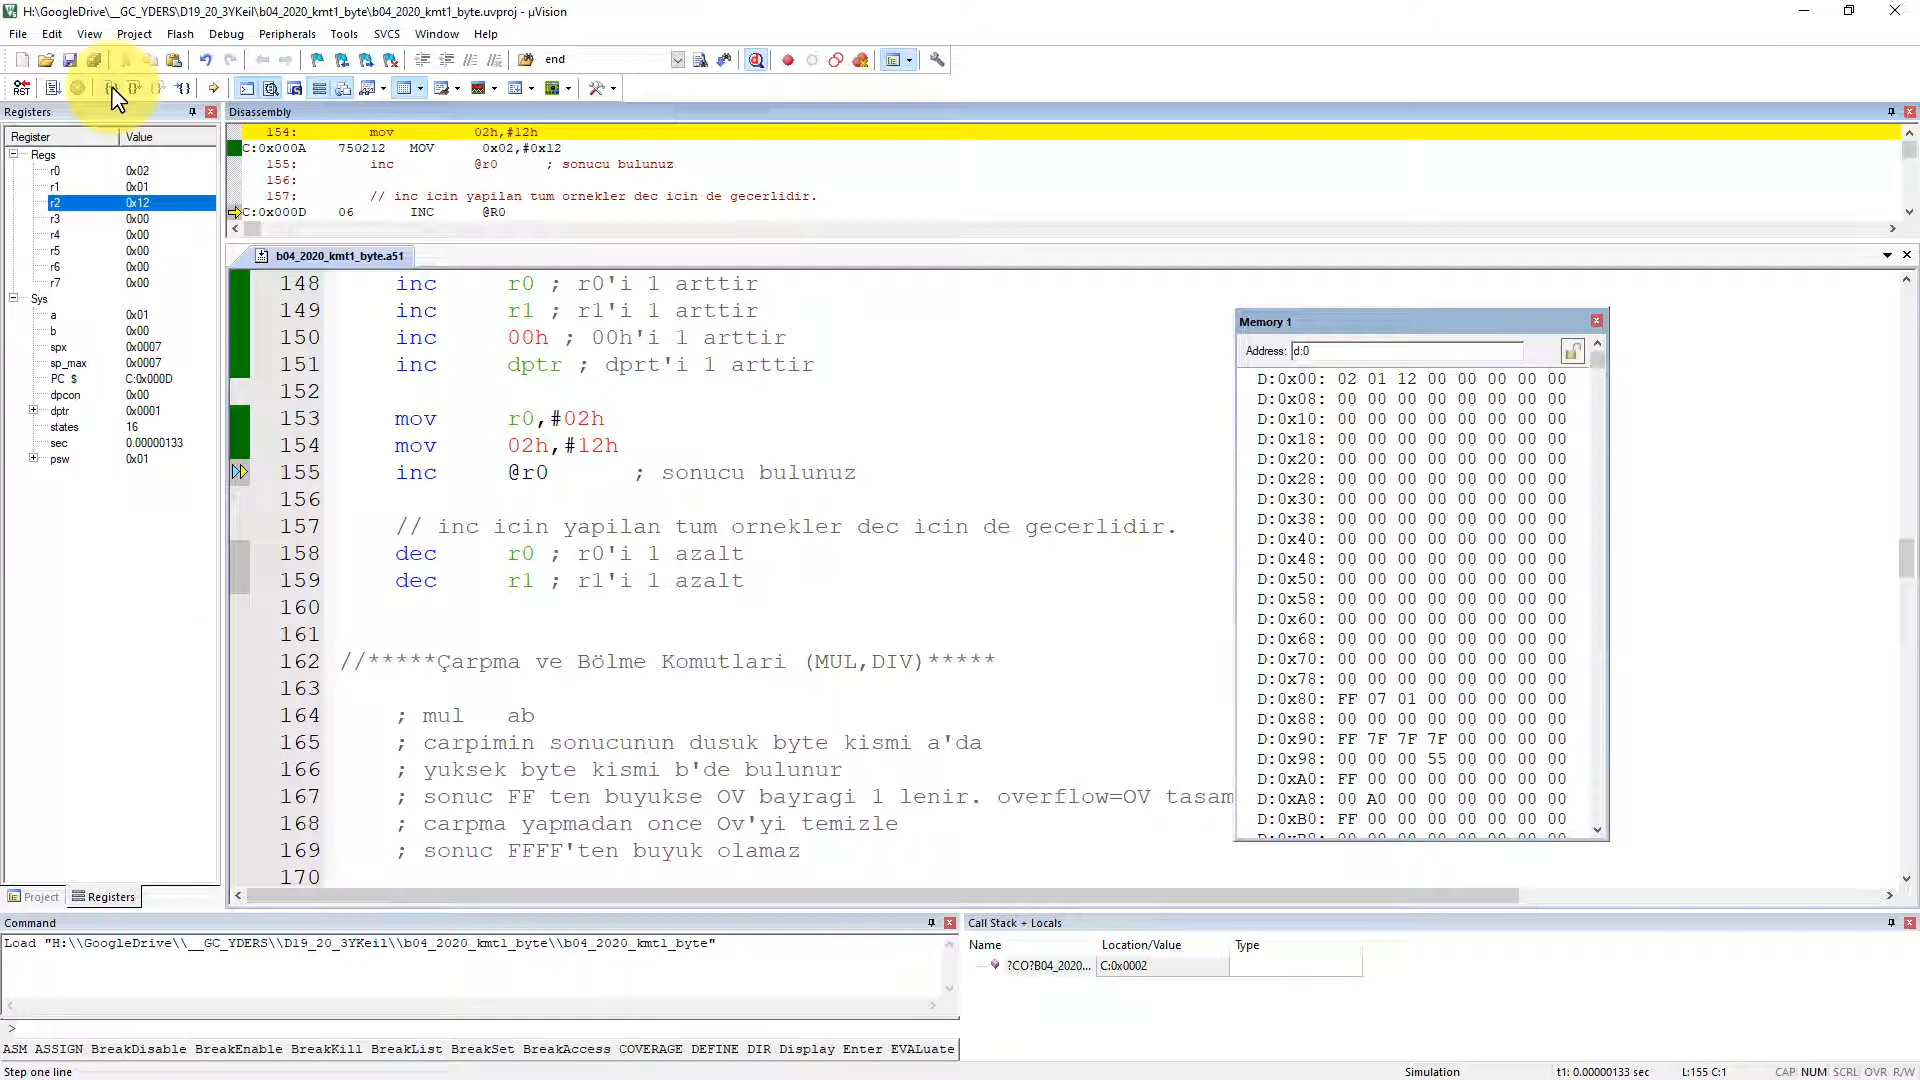 H:\GoogleDrive\__GC_YDERS\D19_20_3YKeil\b04_2020_kmt1_byte\b04_2020_kmt1_byte.uvproj - µVision
File Edit View Project Flash Debug Peripherals Tools SVCS Window Help
end
RST
Registers
Register Value
Regs
r0 0x02
r1 0x01
r2 0x12
r3 0x00
r4 0x00
r5 0x00
r6 0x00
r7 0x00
Sys
a 0x01
b 0x00
spx 0x0007
sp_max 0x0007
PC $ C:0x000D
dpcon 0x00
dptr 0x0001
states 16
sec 0.00000133
psw 0x01
Project Registers
Disassembly
154: mov 02h,#12h
C:0x000A 750212 MOV 0x02,#0x12
155: inc @r0 ; sonucu bulunuz
156:
157: // inc icin yapilan tum ornekler dec icin de gecerlidir.
C:0x000D 06 INC @R0
b04_2020_kmt1_byte.a51
148 inc r0 ; r0'i 1 arttir
149 inc r1 ; r1'i 1 arttir
150 inc 00h ; 00h'i 1 arttir
151 inc dptr ; dprt'i 1 arttir
152
153 mov r0,#02h
154 mov 02h,#12h
155 inc @r0 ; sonucu bulunuz
156
157 // inc icin yapilan tum ornekler dec icin de gecerlidir.
158 dec r0 ; r0'i 1 azalt
159 dec r1 ; r1'i 1 azalt
160
161
162 //*****Çarpma ve Bölme Komutlari (MUL,DIV)*****
163
164 ; mul ab
165 ; carpimin sonucunun dusuk byte kismi a'da
166 ; yuksek byte kismi b'de bulunur
167 ; sonuc FF ten buyukse OV bayragi 1 lenir. overflow=OV tasam
168 ; carpma yapmadan once Ov'yi temizle
169 ; sonuc FFFF'ten buyuk olamaz
170
Memory 1
Address: d:0
D:0x00: 02 01 12 00 00 00 00 00
D:0x08: 00 00 00 00 00 00 00 00
D:0x10: 00 00 00 00 00 00 00 00
D:0x18: 00 00 00 00 00 00 00 00
D:0x20: 00 00 00 00 00 00 00 00
D:0x28: 00 00 00 00 00 00 00 00
D:0x30: 00 00 00 00 00 00 00 00
D:0x38: 00 00 00 00 00 00 00 00
D:0x40: 00 00 00 00 00 00 00 00
D:0x48: 00 00 00 00 00 00 00 00
D:0x50: 00 00 00 00 00 00 00 00
D:0x58: 00 00 00 00 00 00 00 00
D:0x60: 00 00 00 00 00 00 00 00
D:0x68: 00 00 00 00 00 00 00 00
D:0x70: 00 00 00 00 00 00 00 00
D:0x78: 00 00 00 00 00 00 00 00
D:0x80: FF 07 01 00 00 00 00 00
D:0x88: 00 00 00 00 00 00 00 00
D:0x90: FF 7F 7F 7F 00 00 00 00
D:0x98: 00 00 00 55 00 00 00 00
D:0xA0: FF 00 00 00 00 00 00 00
D:0xA8: 00 A0 00 00 00 00 00 00
D:0xB0: FF 00 00 00 00 00 00 00
Command
Load "H:\\GoogleDrive\\__GC_YDERS\\D19_20_3YKeil\\b04_2020_kmt1_byte\\b04_2020_kmt1_byte"
>
ASM ASSIGN BreakDisable BreakEnable BreakKill BreakList BreakSet BreakAccess COVERAGE DEFINE DIR Display Enter EVALuate
Call Stack + Locals
Name Location/Value Type
?CO?B04_2020... C:0x0002
Step one line
Simulation t1: 0.00000133 sec L:155 C:1 CAP NUM SCRL OVR R/W